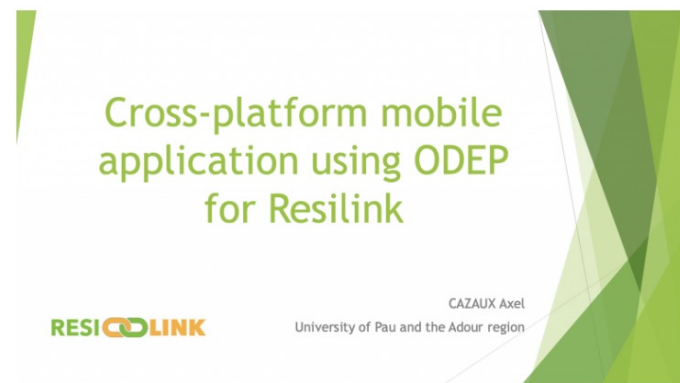 Cross-platform mobile
application using ODEP
for Resilink
CAZAUX Axel
RESILINK
University of Pau and the Adour region